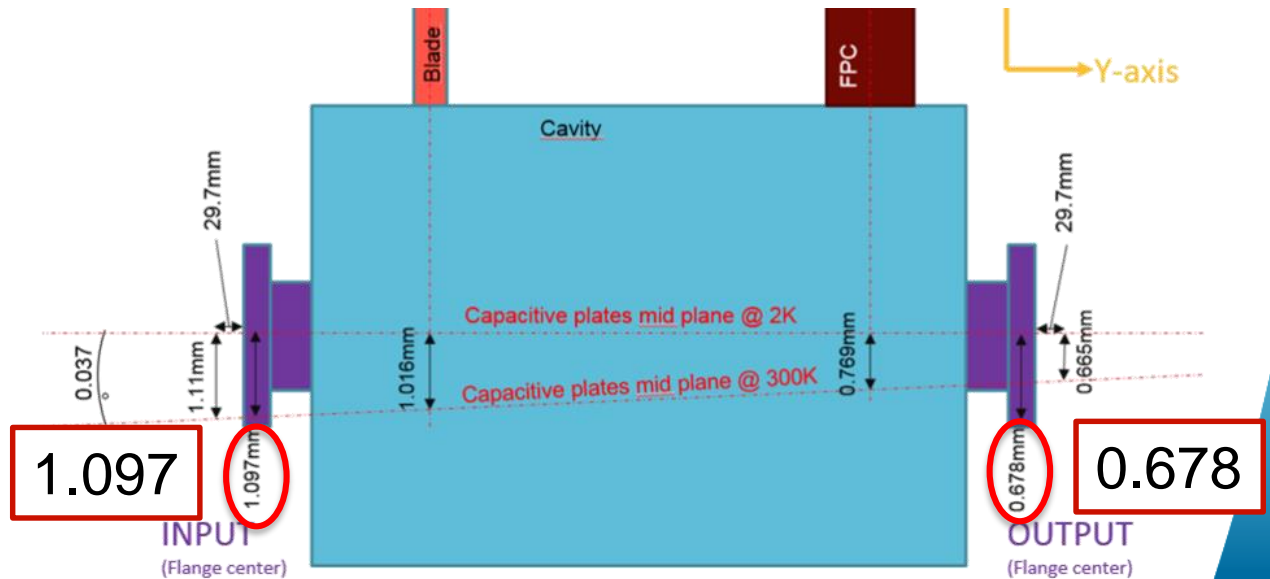 Blade
FPC
Y-axis
Cavity
29.7mm
29.7mm
Capacitive plates mid plane @ 2K
0.037°
1.11mm
1.016mm
0.769mm
0.665mm
Capacitive plates mid plane @ 300K
1.097
1.097mm
0.678mm
0.678
INPUT
(Flange center)
OUTPUT
(Flange center)